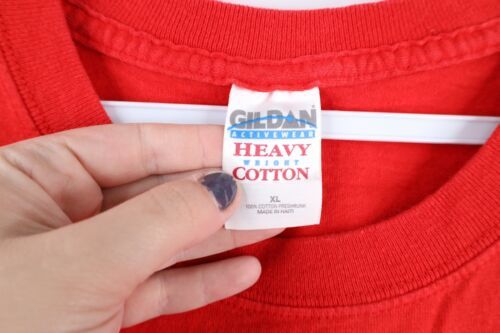 GILDAN
ACTIVEWEAR
HEAVY
WEIGHT
COTTON
XL
100% COTTON PRESHRUNK
MADE IN HAITI